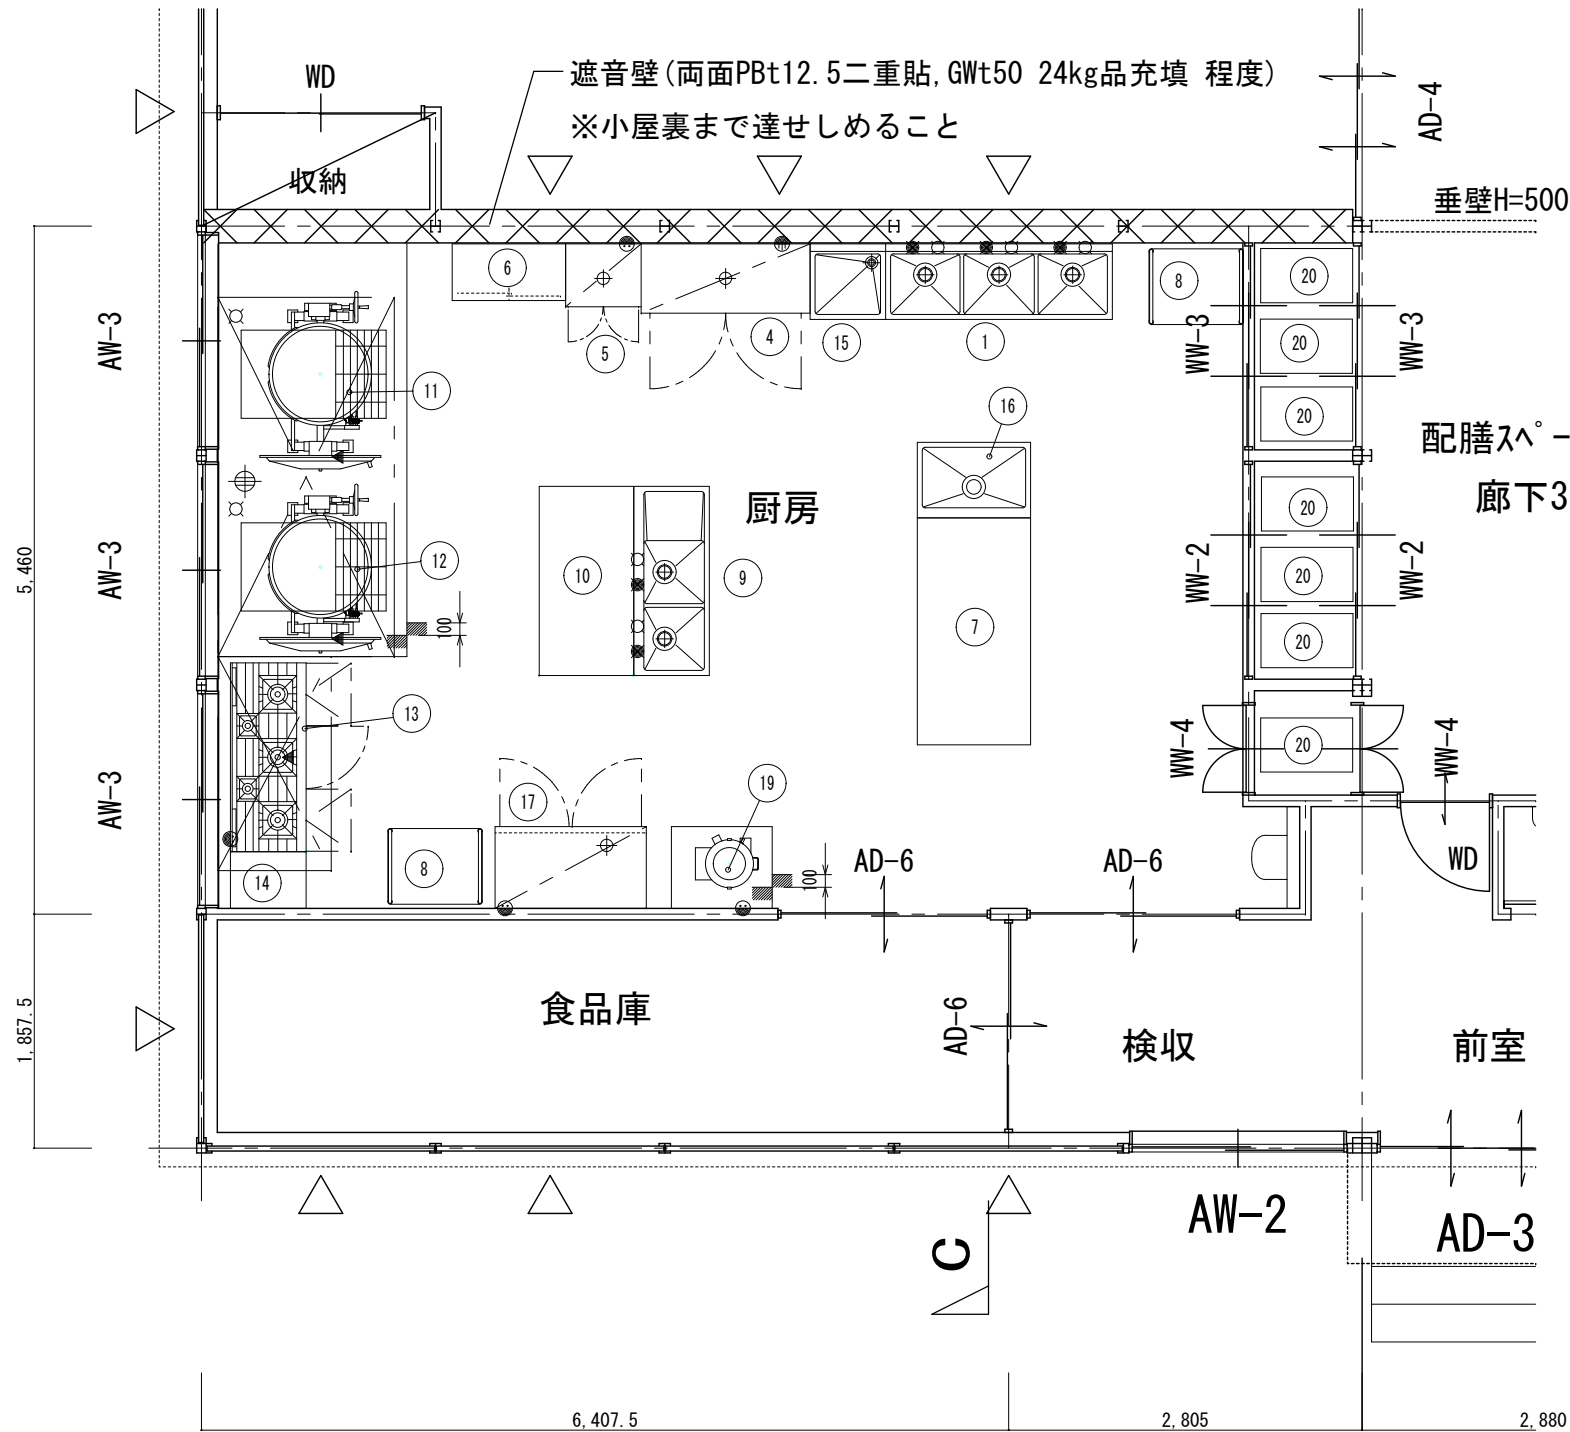 WD
遮音壁(両面PBt12.5二重貼,GWt50 24kg品充填 程度)
※小屋裏まで達せしめること
AD-4
収納
垂壁H=500
6
5
4
15
1
8
20
20
20
20
20
20
20
WW-3
WW-3
AW-3
11
16
配膳スペー
廊下3
厨房
5,460
AW-3
12
10
9
7
WW-2
WW-2
100
13
14
AW-3
17
19
8
100
WW-4
WW-4
WD
AD-6
AD-6
食品庫
AD-6
検収
前室
1,857.5
AW-2
AD-3
C
6,407.5
2,805
2,880